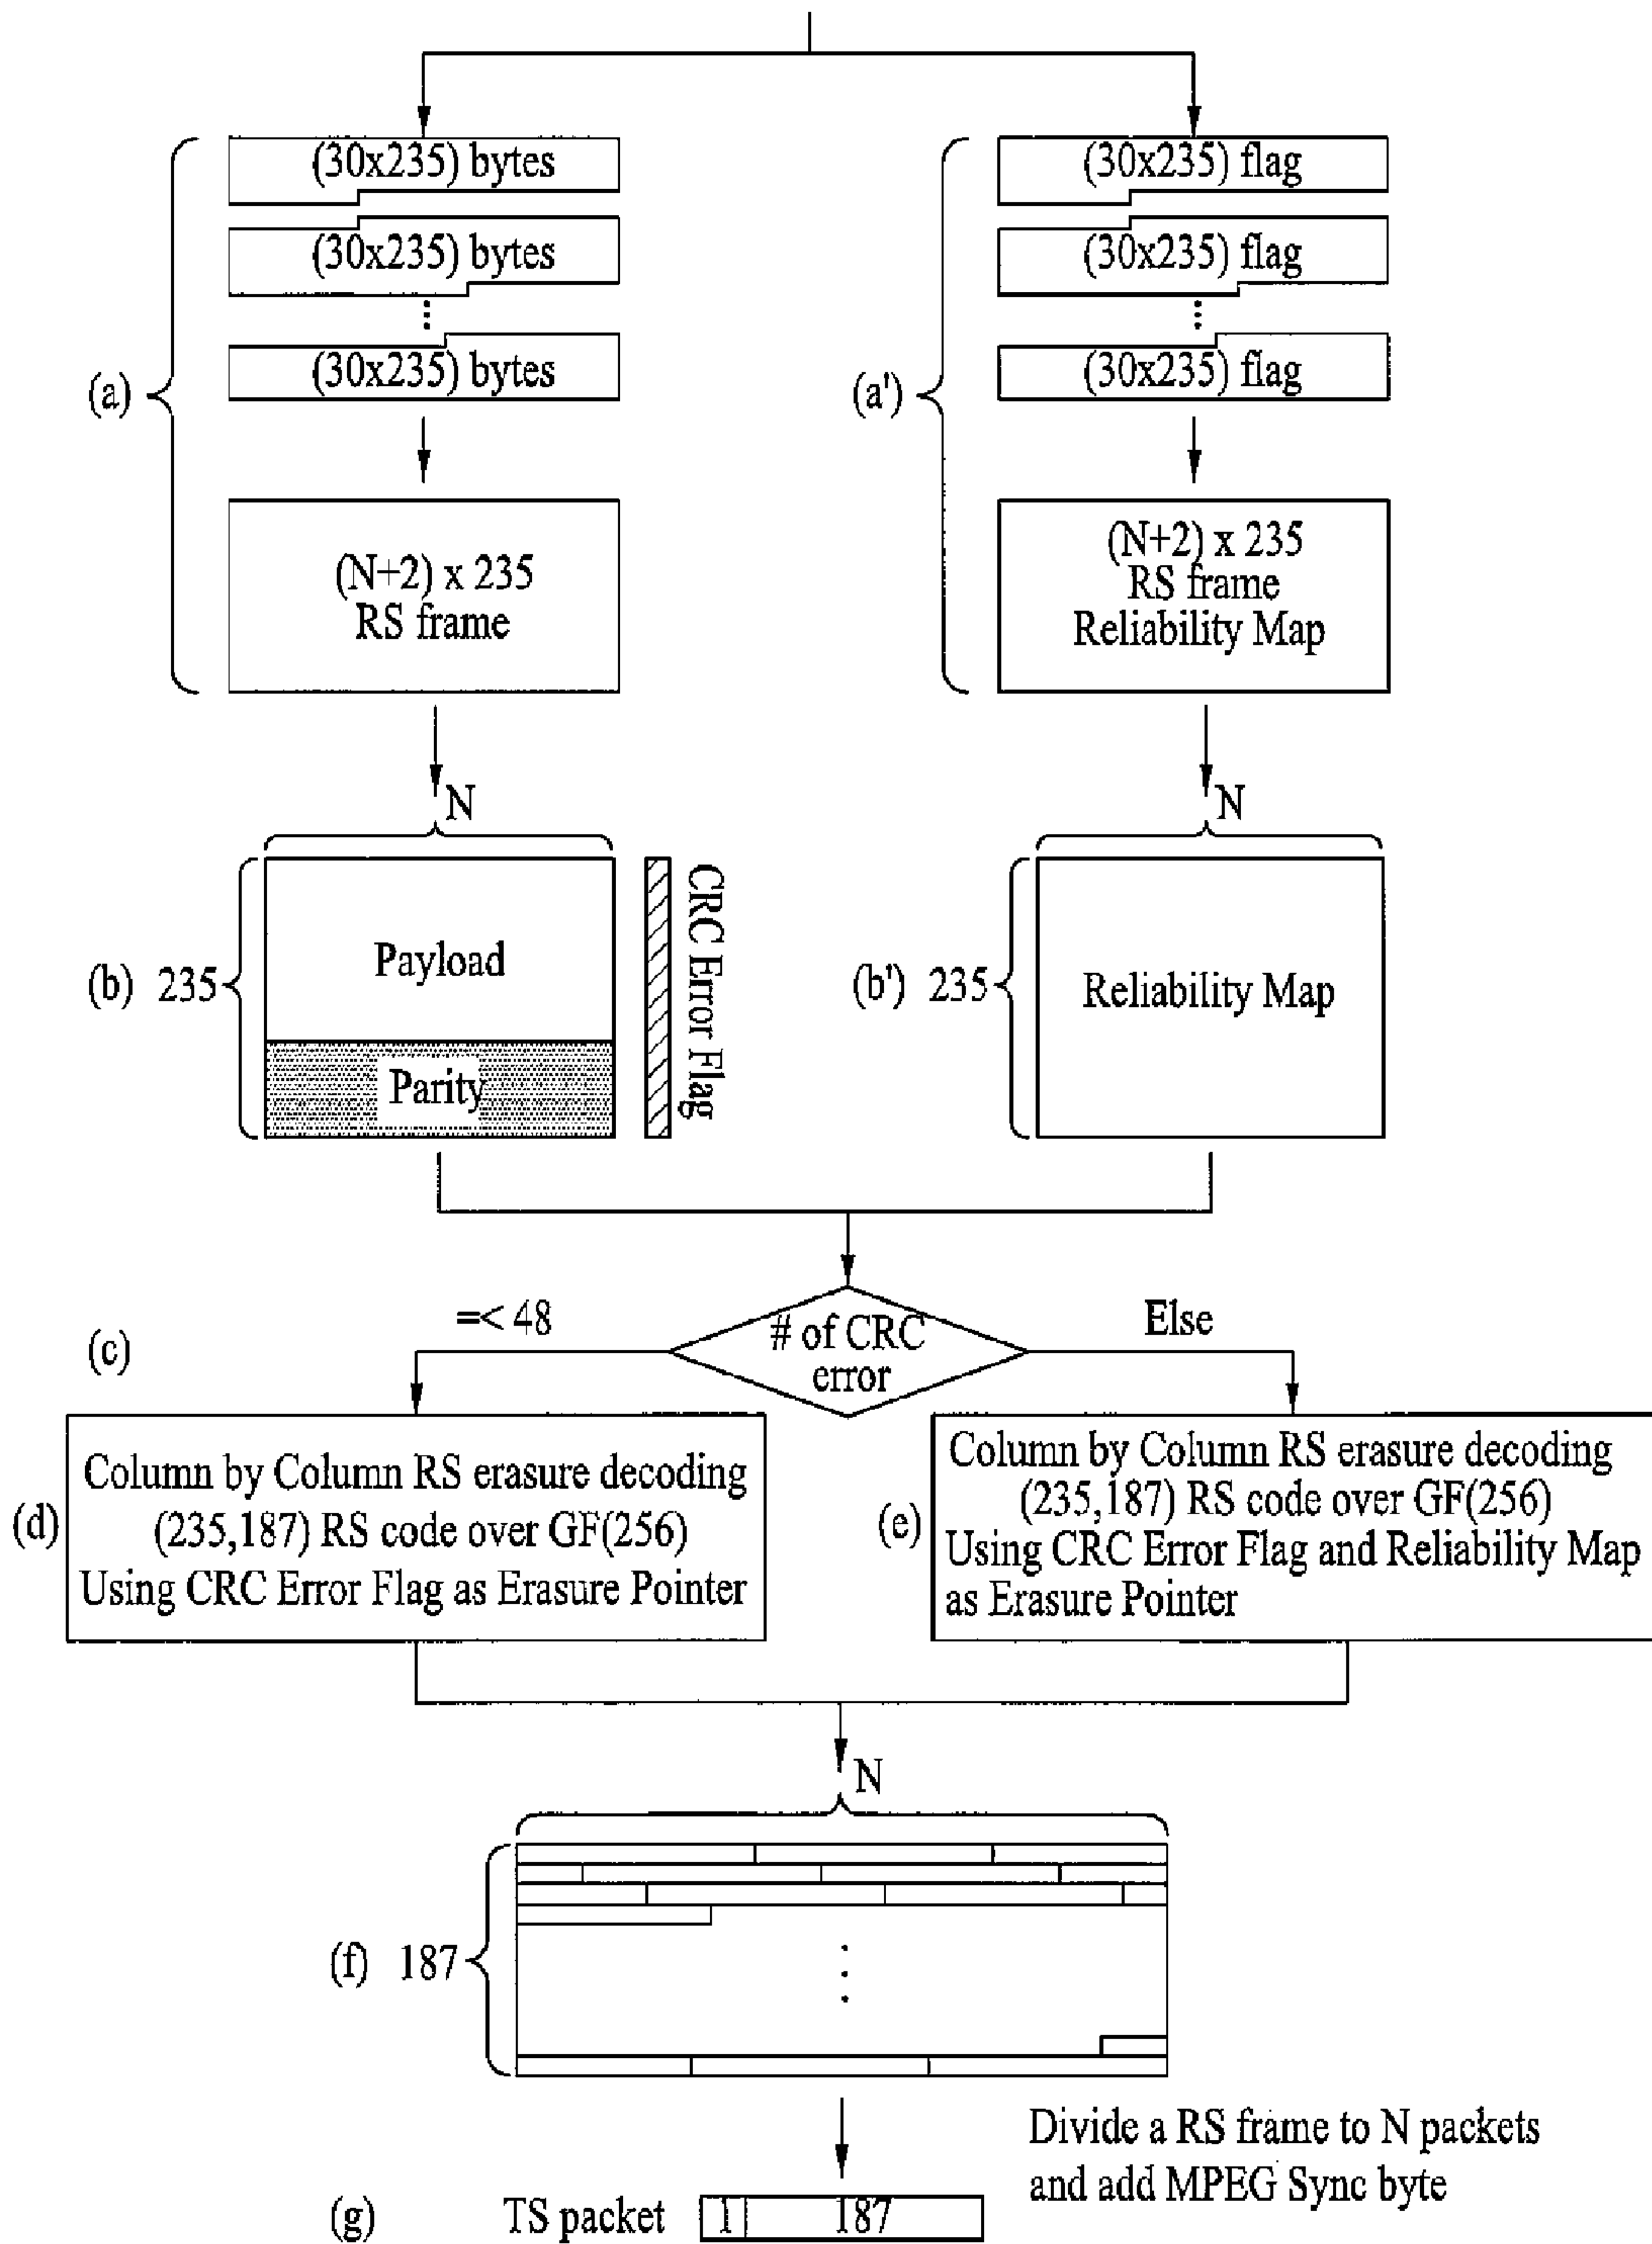 (30x235) bytes
(30x235) flag
(30x235) bytes
(30x235) flag
(30x235) bytes
(30x235) flag
(a)
(a')
(N+2) x 235
RS frame
(N+2) x 235
RS frame
Reliability Map
N
N
(b) 235
Payload
Parity
CRC Error Flag
(b') 235
Reliability Map
(c)
=< 48
# of CRC
error
Else
(d)
Column by Column RS erasure decoding
(235,187) RS code over GF(256)
Using CRC Error Flag as Erasure Pointer
(e)
Column by Column RS erasure decoding
(235,187) RS code over GF(256)
Using CRC Error Flag and Reliability Map
as Erasure Pointer
N
(f) 187
Divide a RS frame to N packets
and add MPEG Sync byte
(g) TS packet 1 187